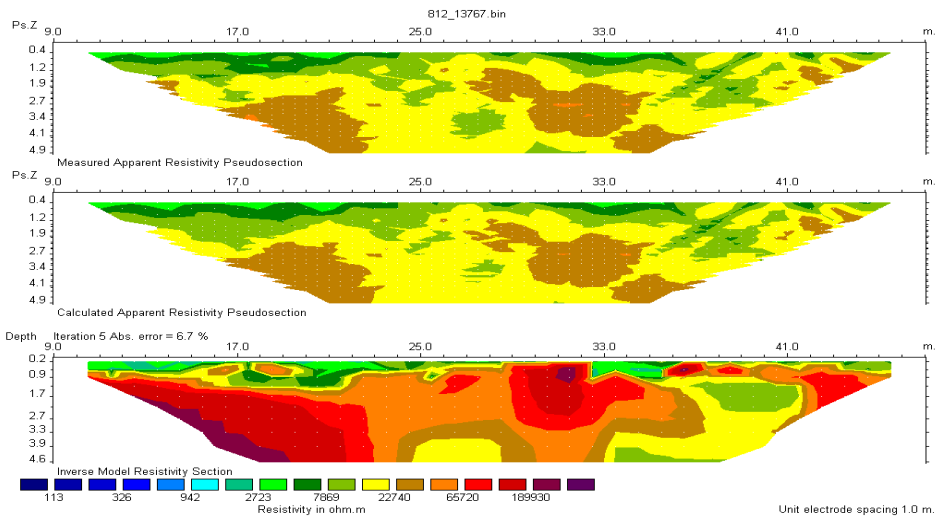 812_13767.bin
Ps.Z 9.0 17.0 25.0 33.0 41.0 m.
0.4
1.2
1.9
2.7
3.4
4.1
4.9
Measured Apparent Resistivity Pseudosection
Ps.Z 9.0 17.0 25.0 33.0 41.0 m.
0.4
1.2
1.9
2.7
3.4
4.1
4.9
Calculated Apparent Resistivity Pseudosection
Depth Iteration 5 Abs. error = 6.7 %
9.0 17.0 25.0 33.0 41.0 m.
0.2
0.9
1.8
2.7
3.3
3.9
4.6
Inverse Model Resistivity Section
113 326 942 2723 7869 22740 65720 189930
Resistivity in ohm.m
Unit electrode spacing 1.0 m.